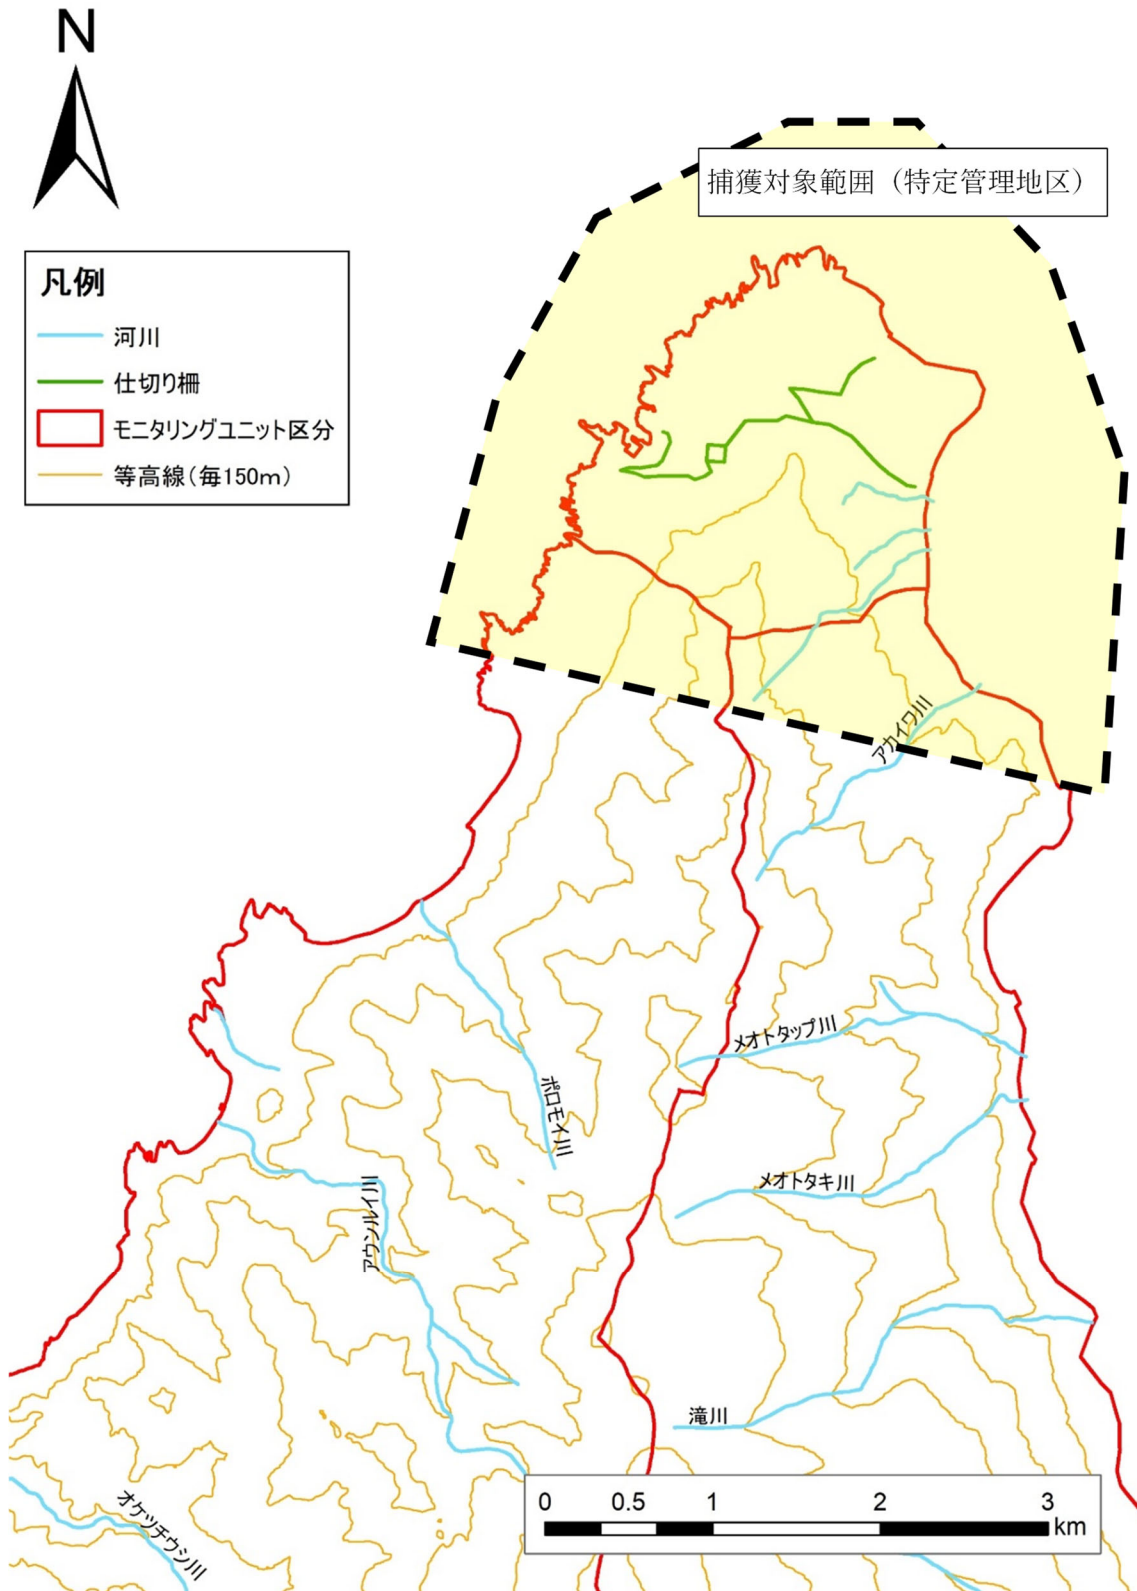 N
捕獲対象範囲（特定管理地区）
凡例
河川
仕切り柵
モニタリングユニット区分
等高線（毎150m）
アカイワ川
メオトタップ川
ポロモイ川
メオトタキ川
アウンルイ川
滝川
オケツチウシ川
0 0.5 1 2 3
km